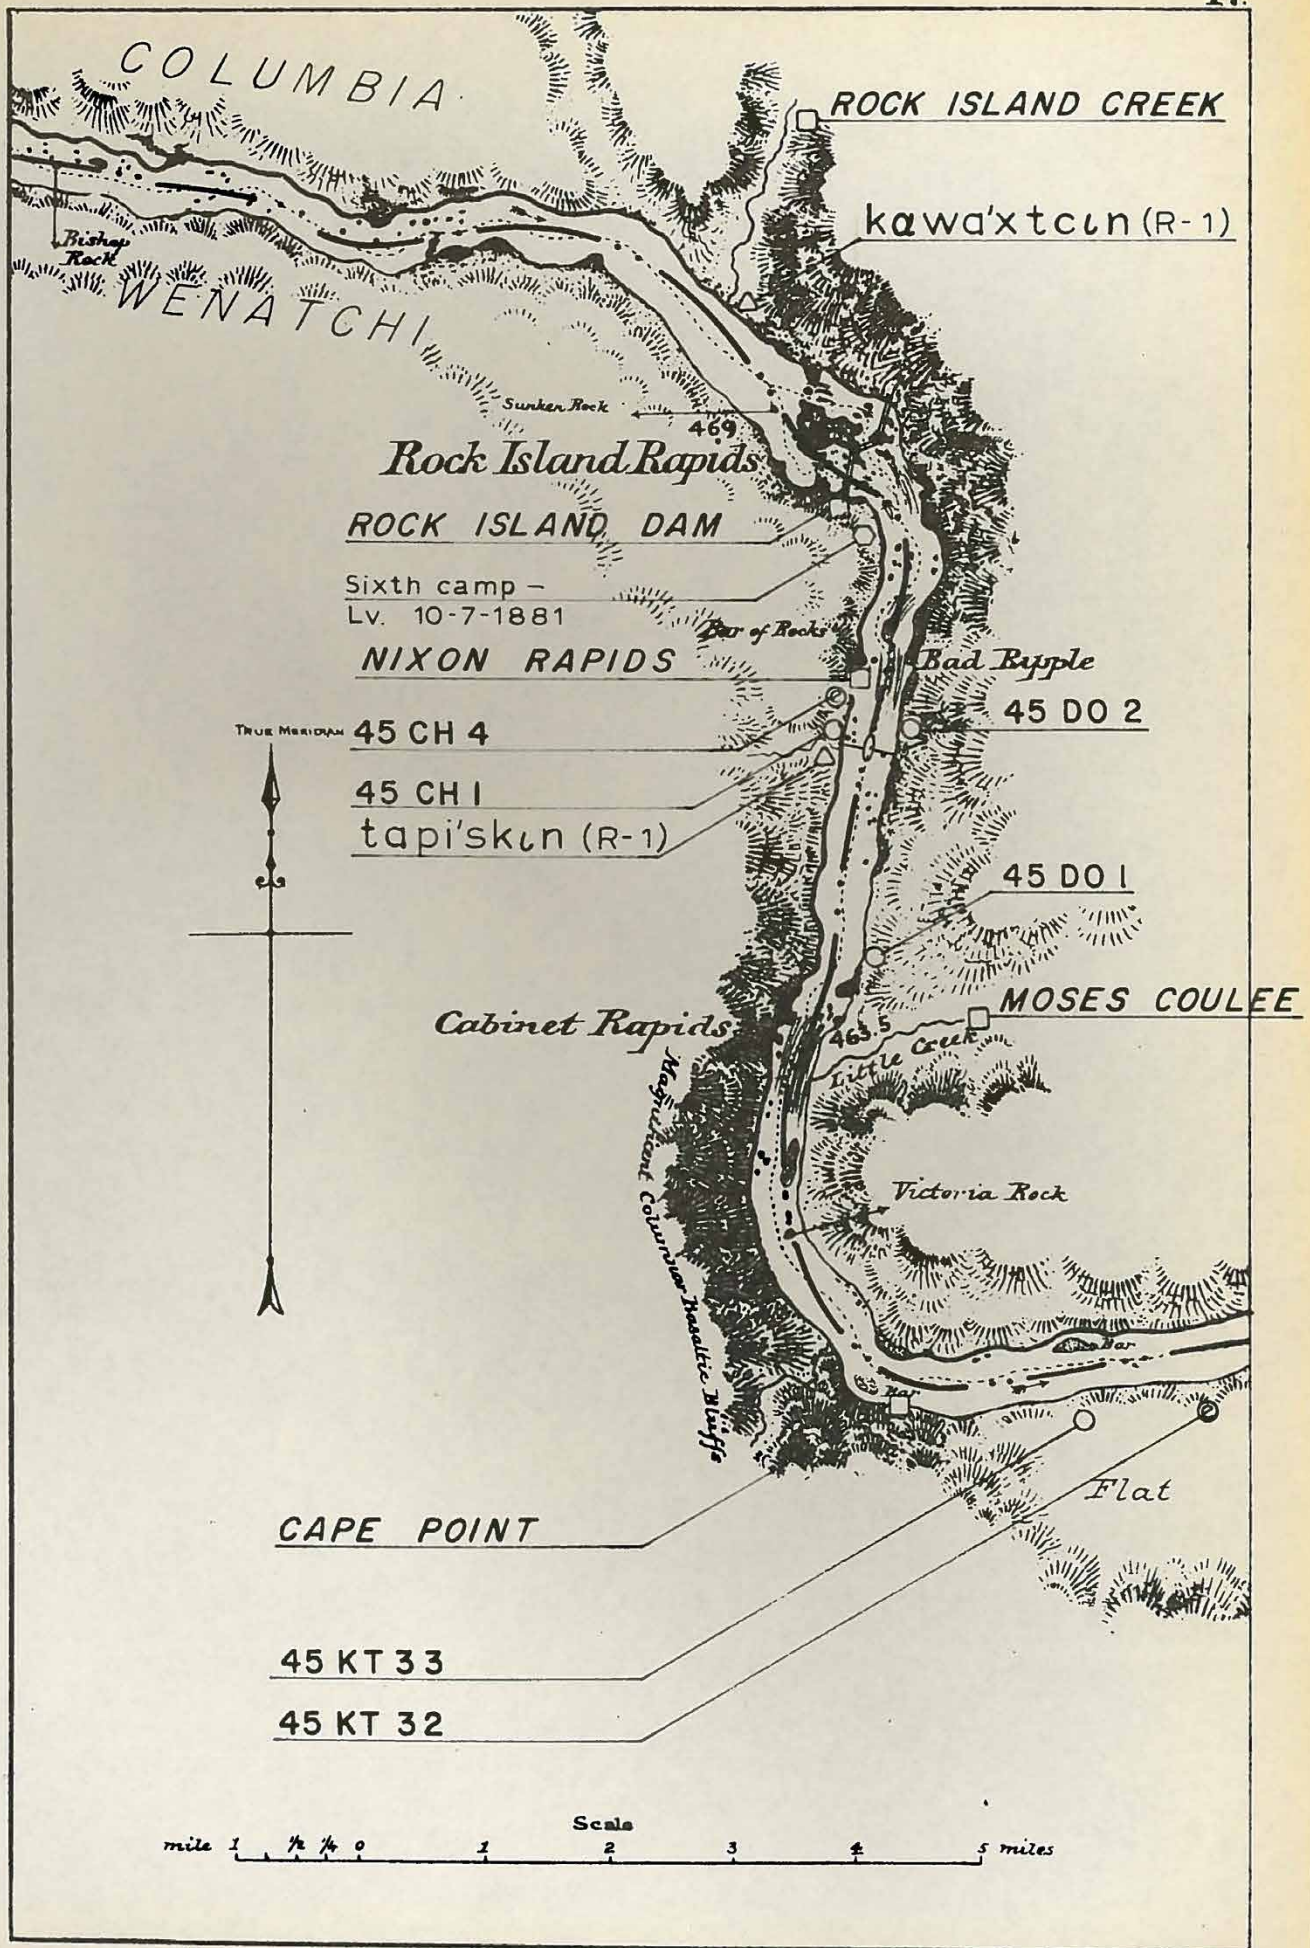 COLUMBIA
ROCK ISLAND CREEK
kawa'xtcɩn (R-1)
Bishop
Rock
WENATCHI
Sunken Rock
469
Rock Island Rapids
ROCK ISLAND DAM
Sixth camp –
Lv. 10-7-1881
Bar of Rocks
NIXON RAPIDS
Bad Ripple
45 DO 2
TRUE MERIDIAN
45 CH 4
45 CH 1
tapi'skɩn (R-1)
45 DO 1
MOSES COULEE
Cabinet Rapids
463.5
Little Creek
Magnificent Columnar Basaltic Bluffs
Victoria Rock
Bar
Bar
Flat
CAPE POINT
45 KT 33
45 KT 32
Scale
mile 1 1/2 1/4 0 1 2 3 4 5 miles